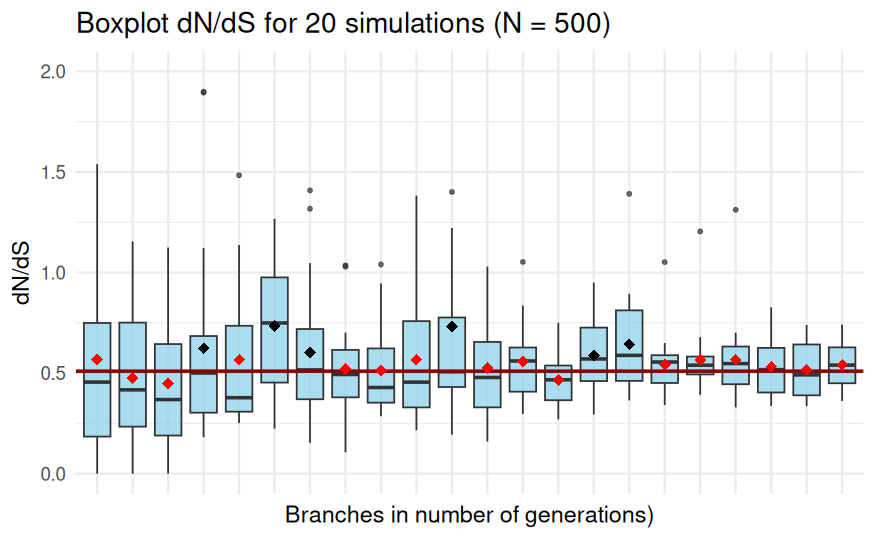 Boxplot dN/dS for 20 simulations (N = 500)
2.0
1.5
1.0
0.5
0.0
dN/dS
Branches in number of generations)